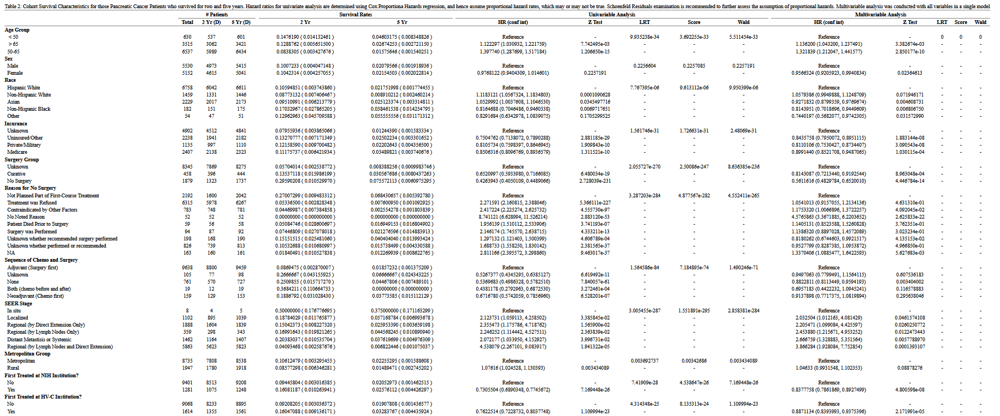 Table 2: Cohort Survival Characteristics for those Pancreatic Cancer Patients who survived for two and five years. Hazard ratios for univariate analysis are determined using Cox Proportiona Hazards regression, and hence assume proportional hazard rates, which may or may not be true. Schoenfeld Residuals examination is recommended to further assess the assumption of proportional hazards. Multivariable analysis was conducted with all variables in a single model
# Patients Survival Rates Univariable Analysis Multivariable Analysis
Total 2 Yr (D) 5 Yr (D) 2 Yr 5 Yr HR (conf int) Z Test LRT Score Wald HR (conf int) Z Test LRT Score Wald
Age Group
< 50 630 537 601 0.1476190 ( 0.014132461 ) 0.04603175 ( 0.008348826 ) Reference - 9.935238e-34 3.692255e-33 5.511454e-33 Reference - 0 0 0
> 65 3515 3062 3421 0.1288762 ( 0.005651500 ) 0.02674253 ( 0.002721150 ) 1.122297 (1.030932, 1.221759) 7.742495e-03 - - - 1.136200 (1.043200, 1.237491) 3.382674e-03 - - -
50-65 6537 5989 6434 0.0838305 ( 0.003427676 ) 0.01575646 ( 0.001540251 ) 1.397740 (1.287699, 1.517184) 1.206650e-15 - - - 1.321839 (1.212047, 1.441577) 2.850177e-10 - - -
Sex
Male 5530 4973 5415 0.1007233 ( 0.004047148 ) 0.02079566 ( 0.001918936 ) Reference - 0.2256604 0.2257085 0.2257191 Reference - - - -
Female 5152 4615 5041 0.1042314 ( 0.004257055 ) 0.02154503 ( 0.002022814 ) 0.9768122 (0.9404309, 1.014601) 0.2257191 - - - 0.9566324 (0.9205923, 0.9940834) 0.02364613 - - -
Race
Hispanic White 6758 6042 6611 0.10594851 ( 0.003743860 ) 0.021751998 ( 0.001774455 ) Reference - 7.767395e-06 9.613112e-06 9.950399e-06 Reference - - - -
Non-Hispanic White 1459 1331 1446 0.08773132 ( 0.007406467 ) 0.008910212 ( 0.002460214 ) 1.1183121 (1.0567324, 1.1834803) 0.0001090628 - - - 1.0579386 (0.9949888, 1.1248709) 0.071946171 - - -
Asian 2229 2017 2173 0.09510991 ( 0.006213779 ) 0.025123374 ( 0.003314811 ) 1.0529992 (1.0037608, 1.1046530) 0.0345497716 - - - 0.9271832 (0.8799359, 0.9769674) 0.004608731 - - -
Non-Hispanic Black 182 151 175 0.17032967 ( 0.027865205 ) 0.038461538 ( 0.014254795 ) 0.8164688 (0.7046486, 0.9460338) 0.0069717651 - - - 0.8143951 (0.7018696, 0.9449609) 0.006806750 - - -
Other 54 47 51 0.12962963 ( 0.045709588 ) 0.055555556 ( 0.031171312 ) 0.8291684 (0.6342978, 1.0839075) 0.1705299525 - - - 0.7440197 (0.5682077, 0.9742305) 0.031572990 - - -
Insurance
Unknown 4902 4512 4841 0.07955936 ( 0.003865066 ) 0.01244390 ( 0.001583334 ) Reference - 1.561746e-31 1.726631e-31 2.48069e-31 Reference - - - -
Uninsured/Other 2238 1941 2182 0.13270777 ( 0.007171349 ) 0.02502234 ( 0.003301652 ) 0.7504762 (0.7138072, 0.7890288) 2.881185e-29 - - - 0.8435758 (0.7950072, 0.8951115) 1.883144e-08 - - -
Private/Military 1135 997 1110 0.12158590 ( 0.009700482 ) 0.02202643 ( 0.004356500 ) 0.8105734 (0.7598397, 0.8646945) 1.909843e-10 - - - 0.8110106 (0.7530427, 0.8734407) 3.090543e-08 - - -
Medicare 2407 2138 2323 0.11175737 ( 0.006421934 ) 0.03489821 ( 0.003740676 ) 0.8506316 (0.8096769, 0.8936579) 1.311521e-10 - - - 0.8991440 (0.8521708, 0.9487065) 1.030115e-04 - - -
Surgery Group
Unknown 8345 7869 8275 0.05704014 ( 0.002538772 ) 0.008388256 ( 0.0009983746 ) Reference - 2.055727e-270 2.50086e-247 8.636385e-236 Reference - - - -
Curative 458 396 444 0.13537118 ( 0.015986199 ) 0.030567686 ( 0.0080437263 ) 0.6520997 (0.5933980, 0.7166085) 6.480034e-19 - - - 0.8143087 (0.7213440, 0.9192544) 8.963048e-04 - - -
No Surgery 1879 1323 1737 0.29590208 ( 0.010529970 ) 0.075572113 ( 0.0060975295 ) 0.4263943 (0.4050109, 0.4489066) 2.728039e-231 - - - 0.5611616 (0.4829784, 0.6520010) 4.446784e-14 - - -
Reason for No Surgery
Not Planned Part of First-Course Treatment 2192 1600 2042 0.27007299 ( 0.009483312 ) 0.068430657 ( 0.005392780 ) Reference - 3.287203e-284 4.877567e-282 4.552411e-265 Reference - - - -
Treatment was Refused 6315 5978 6267 0.05336500 ( 0.002828348 ) 0.007600950 ( 0.001092925 ) 2.271591 (2.160815, 2.388046) 5.366111e-227 - - - 1.0541013 (0.9157055, 1.2134136) 4.631310e-01 - - -
Contraindicated by Other Factors 783 748 781 0.04469987 ( 0.007384858 ) 0.002554278 ( 0.001803839 ) 2.417224 (2.225274, 2.625732) 4.555730e-97 - - - 1.1753320 (1.0066896, 1.3722257) 4.092045e-02 - - -
No Noted Reason 52 52 52 0.00000000 ( 0.000000000 ) 0.000000000 ( 0.000000000 ) 8.741121 (6.628994, 11.526214) 2.883120e-53 - - - 4.5765863 (3.3671885, 6.2203652) 2.625833e-22 - - -
Patient Died Prior to Surgery 59 56 58 0.05084746 ( 0.028600697 ) 0.016949153 ( 0.016804902 ) 1.956139 (1.510112, 2.533906) 3.741193e-07 - - - 1.1405131 (0.8523588, 1.5260828) 3.762351e-01 - - -
Surgery was Performed 94 87 92 0.07446809 ( 0.027078018 ) 0.021276596 ( 0.014883913 ) 2.146174 (1.745570, 2.638715) 4.333211e-13 - - - 1.1386320 (0.8897028, 1.4572089) 3.023234e-01 - - -
Unknown whether recommended surgery performed 198 168 190 0.15151515 ( 0.025481060 ) 0.040404040 ( 0.013993424 ) 1.297132 (1.121403, 1.500399) 4.606789e-04 - - - 0.8180262 (0.6744603, 0.9921517) 4.135153e-02 - - -
Unknown whether performed or recommended 826 739 813 0.10532688 ( 0.010680997 ) 0.015738499 ( 0.004330588 ) 1.688733 (1.558250, 1.830142) 2.381565e-37 - - - 0.9527799 (0.8287385, 1.0953872) 4.966850e-01 - - -
NA 163 160 161 0.01840491 ( 0.010527838 ) 0.012269939 ( 0.008622765 ) 2.811166 (2.395572, 3.298860) 9.463017e-37 - - - 1.3370406 (1.0885477, 1.6422593) 5.627683e-03 - - -
Sequence of Chemo and Surgery
Adjuvant (Surgery first) 9638 8800 9459 0.0869475 ( 0.002870007 ) 0.01857232 ( 0.001375209 ) Reference - 1.564586e-84 7.184895e-74 1.490246e-71 Reference - - - -
Unknown 105 77 98 0.2666667 ( 0.043155925 ) 0.06666667 ( 0.024343225 ) 0.5267377 (0.4345295, 0.6385127) 6.619492e-11 - - - 0.9497063 (0.7799491, 1.1564115) 0.607536183 - - -
None 761 570 727 0.2509855 ( 0.015717270 ) 0.04467806 ( 0.007489101 ) 0.5369683 (0.4986328, 0.5782510) 7.840057e-61 - - - 0.8822811 (0.8113449, 0.9594193) 0.003404002 - - -
Both (chemo before and after) 19 12 19 0.3684211 ( 0.110664733 ) 0.00000000 ( 0.000000000 ) 0.4381178 (0.2792963, 0.6872530) 3.272461e-04 - - - 0.6957183 (0.4422232, 1.0945241) 0.116578883 - - -
Neoadjuvant (Chemo first) 159 129 153 0.1886792 ( 0.031028430 ) 0.03773585 ( 0.015112129 ) 0.6716780 (0.5742059, 0.7856960) 6.528201e-07 - - - 0.9137898 (0.7717375, 1.0819894) 0.295638046 - - -
SEER Stage
In situ 8 4 5 0.50000000 ( 0.176776695 ) 0.375000000 ( 0.171163299 ) Reference - 3.005455e-287 1.551891e-295 2.858381e-284 Reference - - - -
Localized 1102 895 1039 0.18784029 ( 0.011765877 ) 0.057168784 ( 0.006993678 ) 2.123731 (1.059113, 4.258502) 3.385845e-02 - - - 2.032504 (1.012163, 4.081429) 0.0461574108 - - -
Regional (by Direct Extension Only) 1888 1604 1839 0.15042373 ( 0.008227320 ) 0.025953390 ( 0.003659198 ) 2.355473 (1.175786, 4.718762) 1.565900e-02 - - - 2.205471 (1.099084, 4.425597) 0.0260250772 - - -
Regional (by Lymph Nodes Only) 359 298 343 0.16991643 ( 0.019821265 ) 0.044568245 ( 0.010890940 ) 2.246252 (1.114442, 4.527511) 2.363839e-02 - - - 2.453880 (1.215671, 4.953252) 0.0122473443 - - -
Distant Metastisis or Systemic 1462 1164 1407 0.20383037 ( 0.010535704 ) 0.037619699 ( 0.004976309 ) 2.072177 (1.033950, 4.152927) 3.996731e-02 - - - 2.666759 (1.328883, 5.351564) 0.0057788970 - - -
Regional (by Lymph Nodes and Direct Extension) 5863 5623 5823 0.04093468 ( 0.002587676 ) 0.006822446 ( 0.001075037 ) 4.538079 (2.267101, 9.083917) 1.941322e-05 - - - 3.866284 (1.928084, 7.752854) 0.0001393107 - - -
Metropolitan Group
Metropolitan 8735 7808 8538 0.10612479 ( 0.003295455 ) 0.02255295 ( 0.001588608 ) Reference - 0.003692737 0.00342686 0.003434089 Reference - - - -
Rural 1947 1780 1918 0.08577298 ( 0.006346281 ) 0.01489471 ( 0.002745202 ) 1.07616 (1.024528, 1.130393) 0.003434089 - - - 1.04633 (0.9931548, 1.102353) 0.08878276 - - -
First Treated at NIH Institution?
No 9401 8513 9208 0.09445804 ( 0.003016385 ) 0.02052973 ( 0.001462515 ) Reference - 7.41909e-28 4.538647e-26 7.169448e-26 Reference - - - -
Yes 1281 1075 1248 0.16081187 ( 0.010263941 ) 0.02576112 ( 0.004426297 ) 0.7305504 (0.6890348, 0.7745672) 7.169448e-26 - - - 0.8377758 (0.7861869, 0.8927499) 4.800598e-08 - - -
First Treated at HV-C Institution?
No 9068 8233 8895 0.09208205 ( 0.003036372 ) 0.01907808 ( 0.001436577 ) Reference - 4.314348e-25 8.135313e-24 1.109994e-23 Reference - - - -
Yes 1614 1355 1561 0.16047088 ( 0.009136171 ) 0.03283767 ( 0.004435924 ) 0.7622514 (0.7228732, 0.8037748) 1.109994e-23 - - - 0.8871134 (0.8393993, 0.9375396) 2.171991e-05 - - -